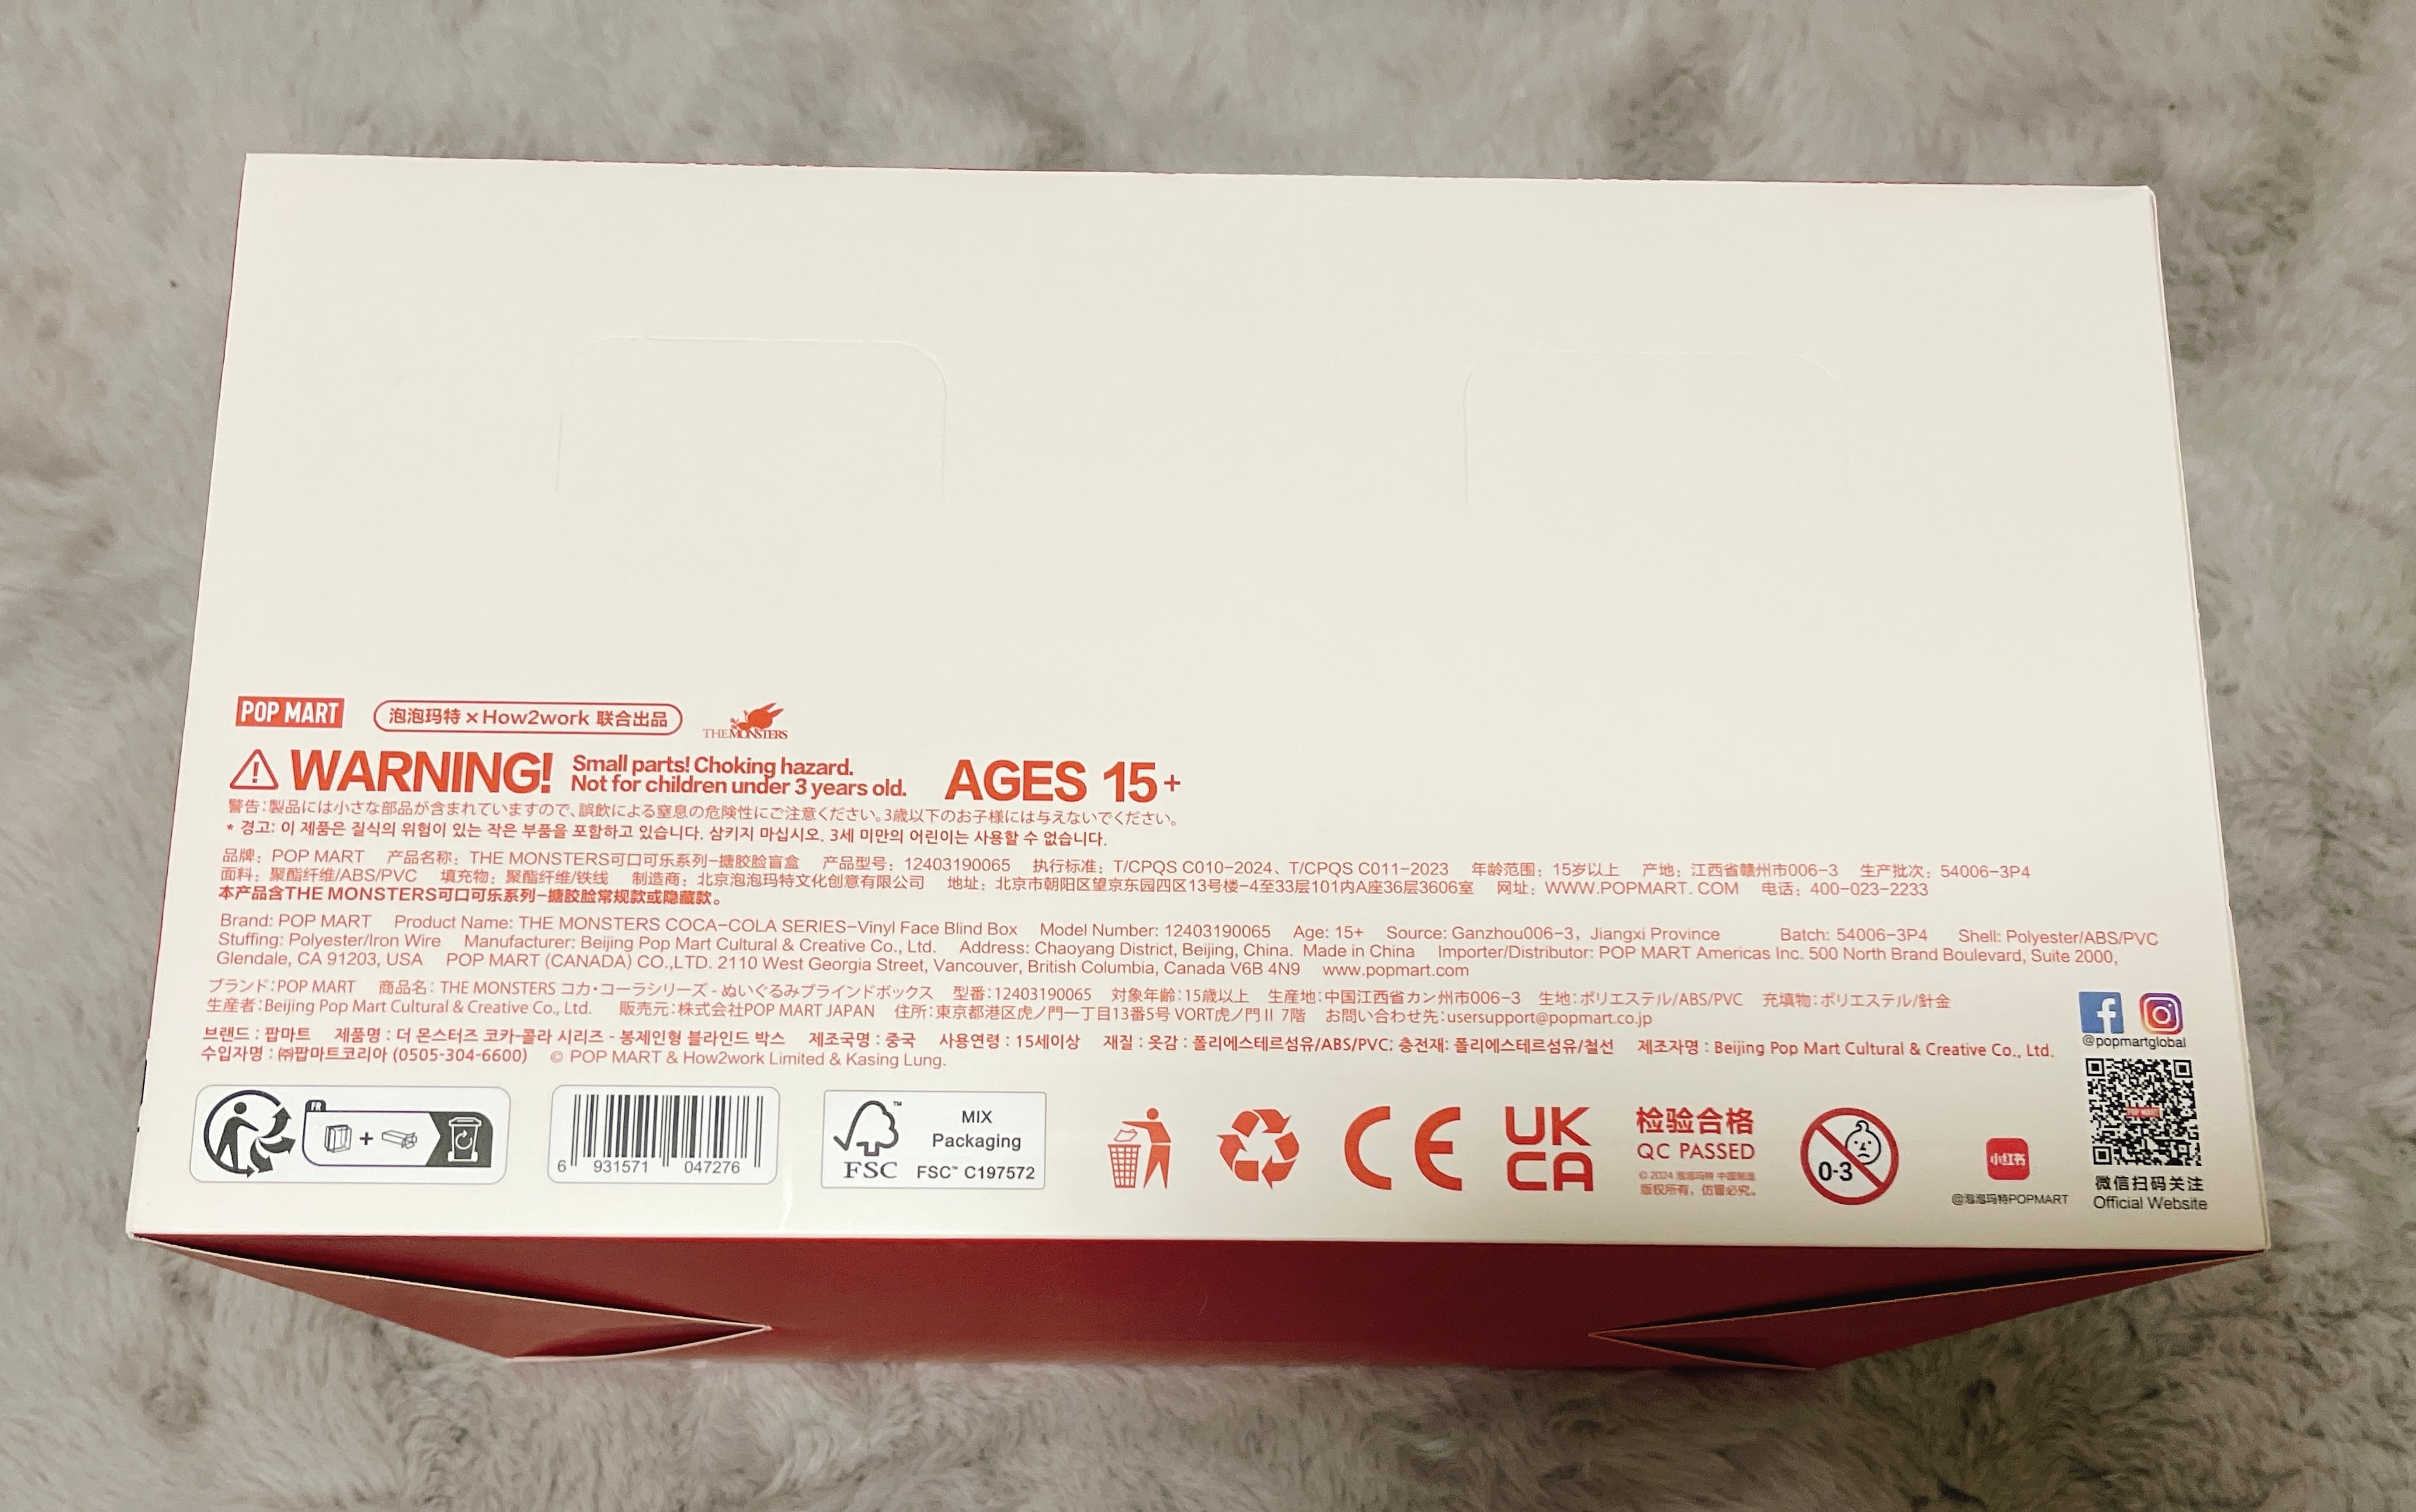 POP MART
泡泡玛特×How2work 联合出品
THE MONSTERS
WARNING!
Small parts! Choking hazard.
Not for children under 3 years old.
AGES 15+
警告:製品には小さな部品が含まれていますので、誤飲による窒息の危険性にご注意ください。3歳以下のお子様には与えないでください。
* 경고: 이 제품은 질식의 위험이 있는 작은 부품을 포함하고 있습니다. 삼키지 마십시오. 3세 미만의 어린이는 사용할 수 없습니다.
品牌：POP MART 产品名称：THE MONSTERS可口可乐系列-搪胶脸盲盒 产品型号：12403190065 执行标准：T/CPQS C010-2024、T/CPQS C011-2023 年龄范围：15岁以上 产地：江西省赣州市006-3 生产批次：54006-3P4
面料：聚酯纤维/ABS/PVC 填充物：聚酯纤维/铁线 制造商：北京泡泡玛特文化创意有限公司 地址：北京市朝阳区望京东园四区13号楼-4至33层101内A座36层3606室 网址：WWW.POPMART.COM 电话：400-023-2233
本产品含THE MONSTERS可口可乐系列-搪胶脸常规款或隐藏款。
Brand: POP MART Product Name: THE MONSTERS COCA-COLA SERIES-Vinyl Face Blind Box Model Number: 12403190065 Age: 15+ Source: Ganzhou006-3, Jiangxi Province Batch: 54006-3P4 Shell: Polyester/ABS/PVC
Stuffing: Polyester/Iron Wire Manufacturer: Beijing Pop Mart Cultural & Creative Co., Ltd. Address: Chaoyang District, Beijing, China. Made in China Importer/Distributor: POP MART Americas Inc. 500 North Brand Boulevard, Suite 2000,
Glendale, CA 91203, USA POP MART (CANADA) CO.,LTD. 2110 West Georgia Street, Vancouver, British Columbia, Canada V6B 4N9 www.popmart.com
ブランド:POP MART 商品名：THE MONSTERS コカ・コーラシリーズ - ぬいぐるみブラインドボックス 型番:12403190065 対象年齢:15歳以上 生産地:中国江西省カン州市006-3 生地:ポリエステル/ABS/PVC 充填物:ポリエステル/針金
生産者:Beijing Pop Mart Cultural & Creative Co., Ltd. 販売元:株式会社POP MART JAPAN 住所:東京都港区虎ノ門一丁目13番5号 VORT虎ノ門Ⅱ 7階 お問い合わせ先:usersupport@popmart.co.jp
브랜드 : 팝마트 제품명 : 더 몬스터즈 코카-콜라 시리즈 - 봉제인형 블라인드 박스 제조국명 : 중국 사용연령 : 15세이상 재질 : 옷감 : 폴리에스테르섬유/ABS/PVC; 충전재: 폴리에스테르섬유/철선 제조자명 : Beijing Pop Mart Cultural & Creative Co., Ltd.
수입자명 : ㈜팝마트코리아 (0505-304-6600) © POP MART & How2work Limited & Kasing Lung.
@popmartglobal
FR
6 931571 047276
FSC™
MIX
Packaging
FSC™ C197572
CE
UK
CA
检验合格
QC PASSED
© 2024 泡泡玛特 中国制造
版权所有，仿冒必究。
0-3
小红书
@泡泡玛特POPMART
POP MART
微信扫码关注
Official Website